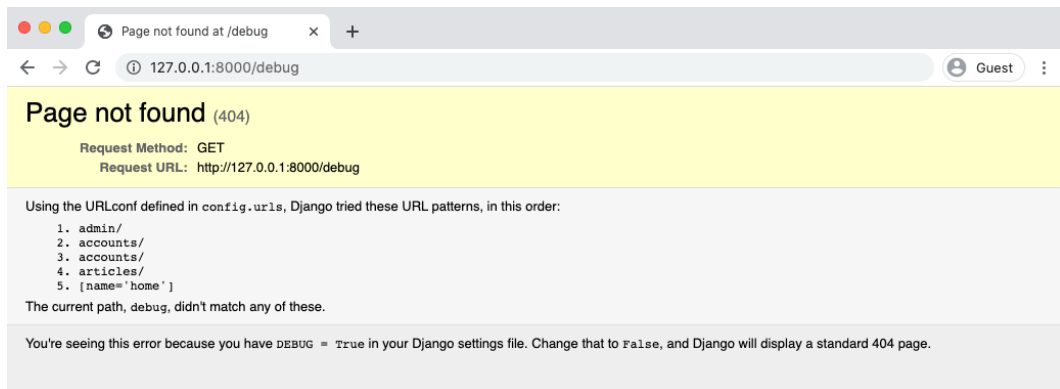 Page not found at /debug
127.0.0.1:8000/debug
Guest
Page not found (404)
Request Method: GET
Request URL: http://127.0.0.1:8000/debug
Using the URLconf defined in config.urls, Django tried these URL patterns, in this order:
1. admin/
2. accounts/
3. accounts/
4. articles/
5. [name='home']
The current path, debug, didn't match any of these.
You're seeing this error because you have DEBUG = True in your Django settings file. Change that to False, and Django will display a standard 404 page.